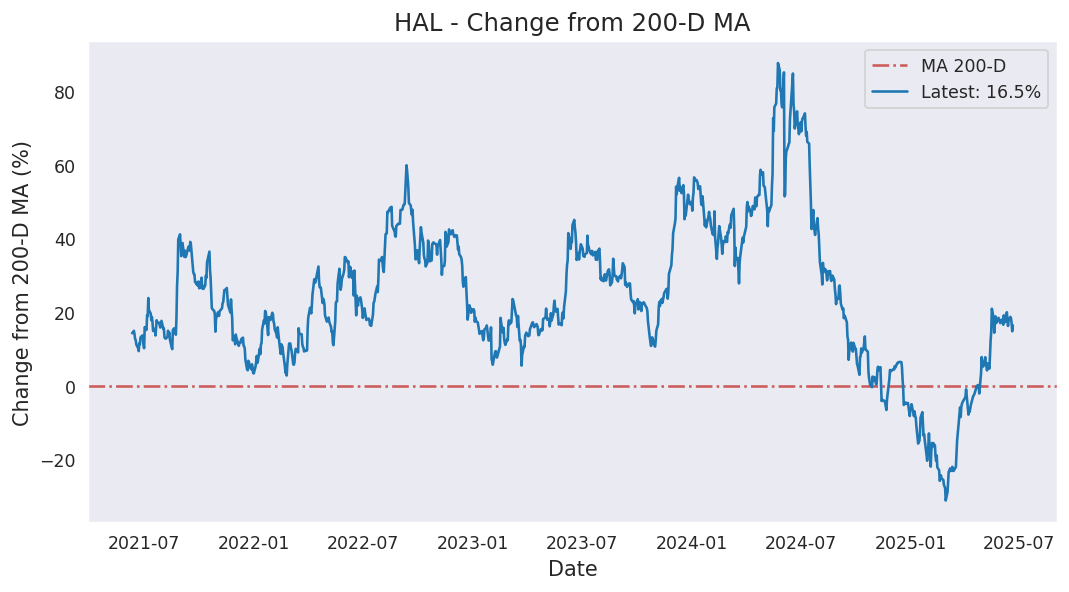 HAL - Change from 200-D MA
MA 200-D
Latest: 16.5%
Change from 200-D MA (%)
80
60
40
20
0
−20
2021-07 2022-01 2022-07 2023-01 2023-07 2024-01 2024-07 2025-01 2025-07
Date